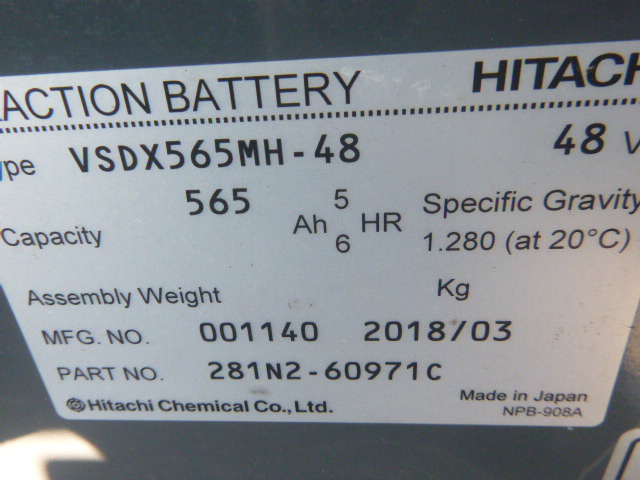 ACTION BATTERY HITACH
ype VSDX565MH-48 48 V
Capacity 565 Ah 5 6 HR Specific Gravity
1.280 (at 20°C)
Assembly Weight Kg
MFG. NO. 001140 2018/03
PART NO. 281N2-60971C
Hitachi Chemical Co., Ltd. Made in Japan
NPB-908A